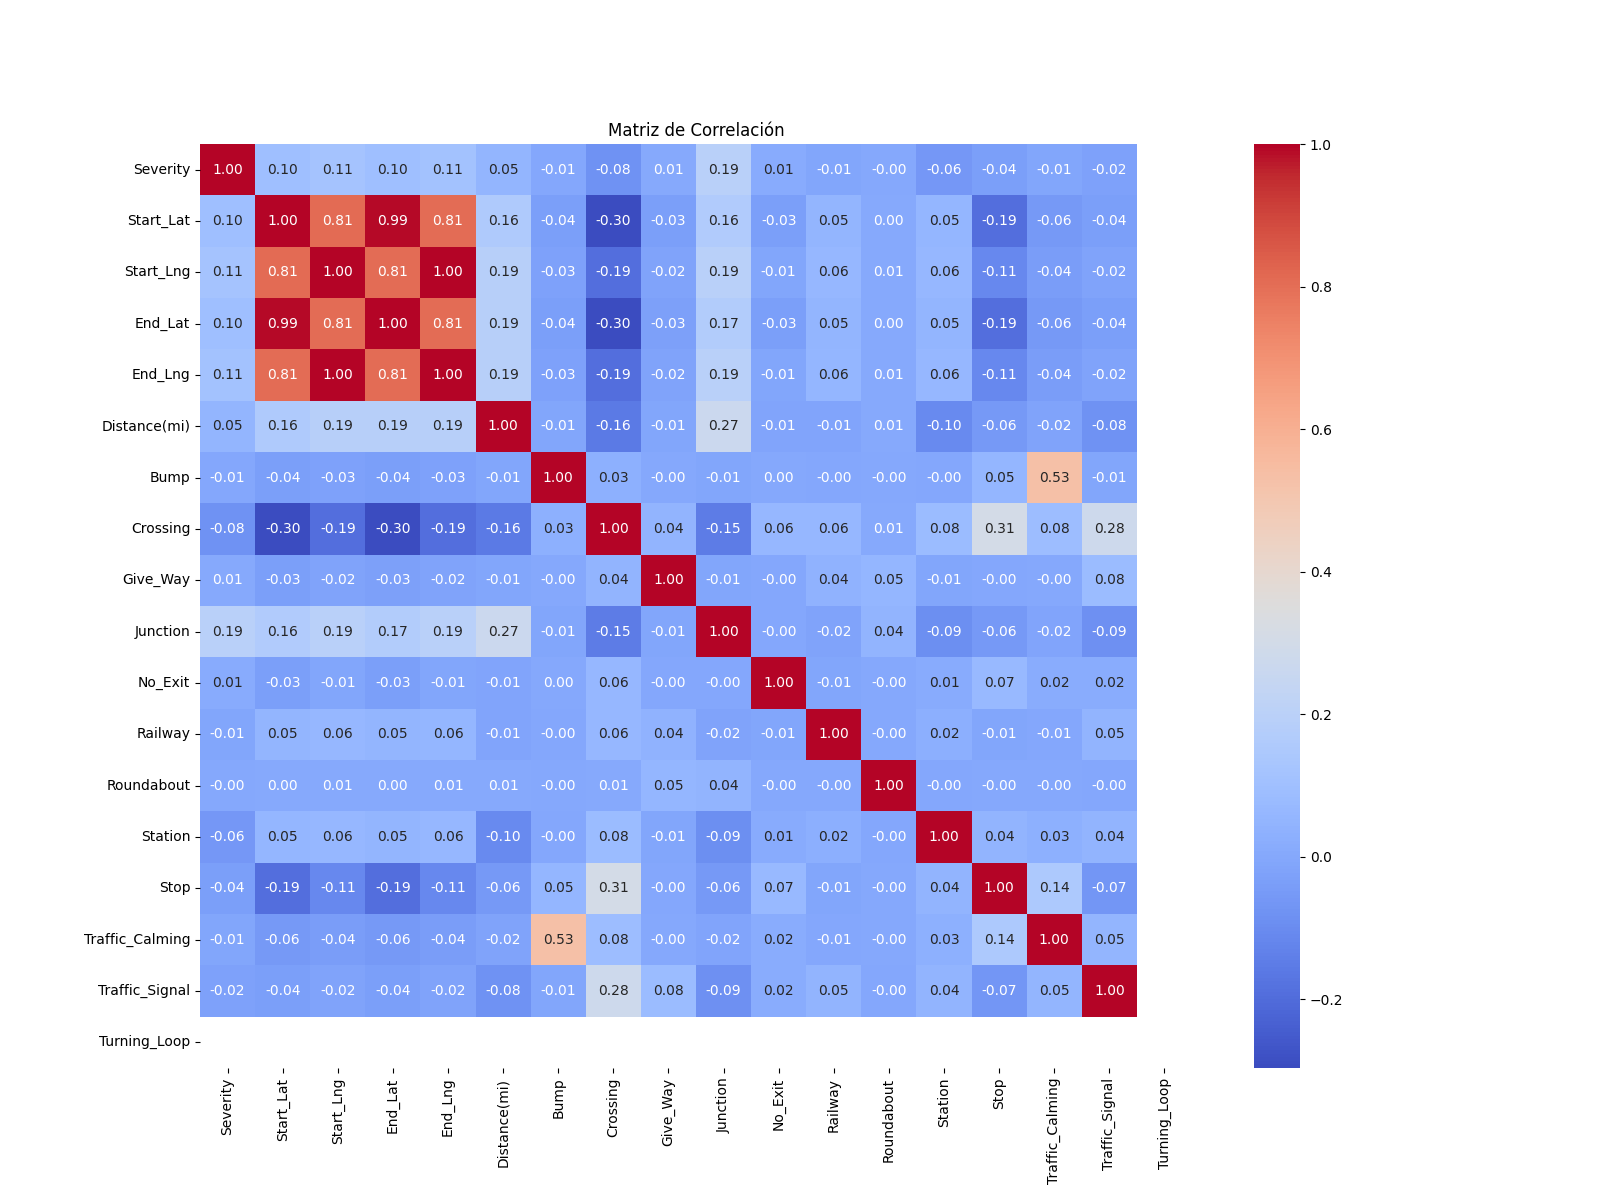 Matriz de Correlación
Severity 1.00 0.10 0.11 0.10 0.11 0.05 -0.01 -0.08 0.01 0.19 0.01 -0.01 -0.00 -0.06 -0.04 -0.01 -0.02
Start_Lat 0.10 1.00 0.81 0.99 0.81 0.16 -0.04 -0.30 -0.03 0.16 -0.03 0.05 0.00 0.05 -0.19 -0.06 -0.04
Start_Lng 0.11 0.81 1.00 0.81 1.00 0.19 -0.03 -0.19 -0.02 0.19 -0.01 0.06 0.01 0.06 -0.11 -0.04 -0.02
End_Lat 0.10 0.99 0.81 1.00 0.81 0.19 -0.04 -0.30 -0.03 0.17 -0.03 0.05 0.00 0.05 -0.19 -0.06 -0.04
End_Lng 0.11 0.81 1.00 0.81 1.00 0.19 -0.03 -0.19 -0.02 0.19 -0.01 0.06 0.01 0.06 -0.11 -0.04 -0.02
Distance(mi) 0.05 0.16 0.19 0.19 0.19 1.00 -0.01 -0.16 -0.01 0.27 -0.01 -0.01 0.01 -0.10 -0.06 -0.02 -0.08
Bump -0.01 -0.04 -0.03 -0.04 -0.03 -0.01 1.00 0.03 -0.00 -0.01 0.00 -0.00 -0.00 -0.00 0.05 0.53 -0.01
Crossing -0.08 -0.30 -0.19 -0.30 -0.19 -0.16 0.03 1.00 0.04 -0.15 0.06 0.06 0.01 0.08 0.31 0.08 0.28
Give_Way 0.01 -0.03 -0.02 -0.03 -0.02 -0.01 -0.00 0.04 1.00 -0.01 -0.00 0.04 0.05 -0.01 -0.00 -0.00 0.08
Junction 0.19 0.16 0.19 0.17 0.19 0.27 -0.01 -0.15 -0.01 1.00 -0.00 -0.02 0.04 -0.09 -0.06 -0.02 -0.09
No_Exit 0.01 -0.03 -0.01 -0.03 -0.01 -0.01 0.00 0.06 -0.00 -0.00 1.00 -0.01 -0.00 0.01 0.07 0.02 0.02
Railway -0.01 0.05 0.06 0.05 0.06 -0.01 -0.00 0.06 0.04 -0.02 -0.01 1.00 -0.00 0.02 -0.01 -0.01 0.05
Roundabout -0.00 0.00 0.01 0.00 0.01 0.01 -0.00 0.01 0.05 0.04 -0.00 -0.00 1.00 -0.00 -0.00 -0.00 -0.00
Station -0.06 0.05 0.06 0.05 0.06 -0.10 -0.00 0.08 -0.01 -0.09 0.01 0.02 -0.00 1.00 0.04 0.03 0.04
Stop -0.04 -0.19 -0.11 -0.19 -0.11 -0.06 0.05 0.31 -0.00 -0.06 0.07 -0.01 -0.00 0.04 1.00 0.14 -0.07
Traffic_Calming -0.01 -0.06 -0.04 -0.06 -0.04 -0.02 0.53 0.08 -0.00 -0.02 0.02 -0.01 -0.00 0.03 0.14 1.00 0.05
Traffic_Signal -0.02 -0.04 -0.02 -0.04 -0.02 -0.08 -0.01 0.28 0.08 -0.09 0.02 0.05 -0.00 0.04 -0.07 0.05 1.00
Turning_Loop
Severity
Start_Lat
Start_Lng
End_Lat
End_Lng
Distance(mi)
Bump
Crossing
Give_Way
Junction
No_Exit
Railway
Roundabout
Station
Stop
Traffic_Calming
Traffic_Signal
Turning_Loop
1.0
0.8
0.6
0.4
0.2
0.0
−0.2